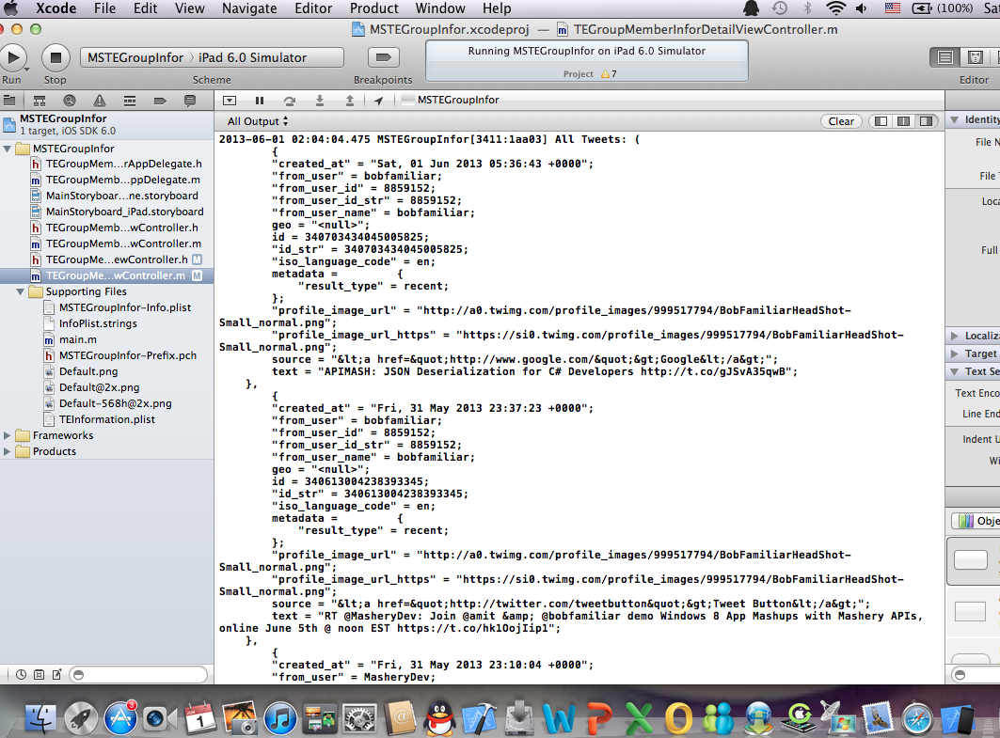 Xcode File Edit View Navigate Editor Product Window Help (100%) Sat
MSTEGroupInfor.xcodeproj — TEGroupMemberInforDetailViewController.m
MSTEGroupInfor 〉 iPad 6.0 Simulator
Running MSTEGroupInfor on iPad 6.0 Simulator
Project 7
Run Stop Scheme Breakpoints Editor
MSTEGroupInfor
All Output Clear
MSTEGroupInfor
1 target, iOS SDK 6.0
MSTEGroupInfor
TEGroupMem...rAppDelegate.h
TEGroupMemb...ppDelegate.m
MainStoryboar...ne.storyboard
MainStoryboard_iPad.storyboard
TEGroupMemb...wController.h
TEGroupMemb...wController.m
TEGroupMe...ewController.h M
TEGroupMe...wController.m M
Supporting Files
MSTEGroupInfor-Info.plist
InfoPlist.strings
main.m
MSTEGroupInfor-Prefix.pch
Default.png
Default@2x.png
Default-568h@2x.png
TEInformation.plist
Frameworks
Products
2013-06-01 02:04:04.475 MSTEGroupInfor[3411:1aa03] All Tweets: (
{
"created_at" = "Sat, 01 Jun 2013 05:36:43 +0000";
"from_user" = bobfamiliar;
"from_user_id" = 8859152;
"from_user_id_str" = 8859152;
"from_user_name" = bobfamiliar;
geo = "<null>";
id = 340703434045005825;
"id_str" = 340703434045005825;
"iso_language_code" = en;
metadata = {
"result_type" = recent;
};
"profile_image_url" = "http://a0.twimg.com/profile_images/999517794/BobFamiliarHeadShot-
Small_normal.png";
"profile_image_url_https" = "https://si0.twimg.com/profile_images/999517794/BobFamiliarHeadShot-
Small_normal.png";
source = "&lt;a href=&quot;http://www.google.com/&quot;&gt;Google&lt;/a&gt;";
text = "APIMASH: JSON Deserialization for C# Developers http://t.co/gJSvA35qwB";
},
{
"created_at" = "Fri, 31 May 2013 23:37:23 +0000";
"from_user" = bobfamiliar;
"from_user_id" = 8859152;
"from_user_id_str" = 8859152;
"from_user_name" = bobfamiliar;
geo = "<null>";
id = 340613004238393345;
"id_str" = 340613004238393345;
"iso_language_code" = en;
metadata = {
"result_type" = recent;
};
"profile_image_url" = "http://a0.twimg.com/profile_images/999517794/BobFamiliarHeadShot-
Small_normal.png";
"profile_image_url_https" = "https://si0.twimg.com/profile_images/999517794/BobFamiliarHeadShot-
Small_normal.png";
source = "&lt;a href=&quot;http://twitter.com/tweetbutton&quot;&gt;Tweet Button&lt;/a&gt;";
text = "RT @MasheryDev: Join @amit &amp; @bobfamiliar demo Windows 8 App Mashups with Mashery APIs,
online June 5th @ noon EST https://t.co/hk1OojIip1";
},
{
"created_at" = "Fri, 31 May 2013 23:10:04 +0000";
"from_user" = MasheryDev;
Identity
File N
File T
Loca
Full
Localiza
Target
Text Se
Text Enco
Line End
Indent U
Wi
Obje
3
1